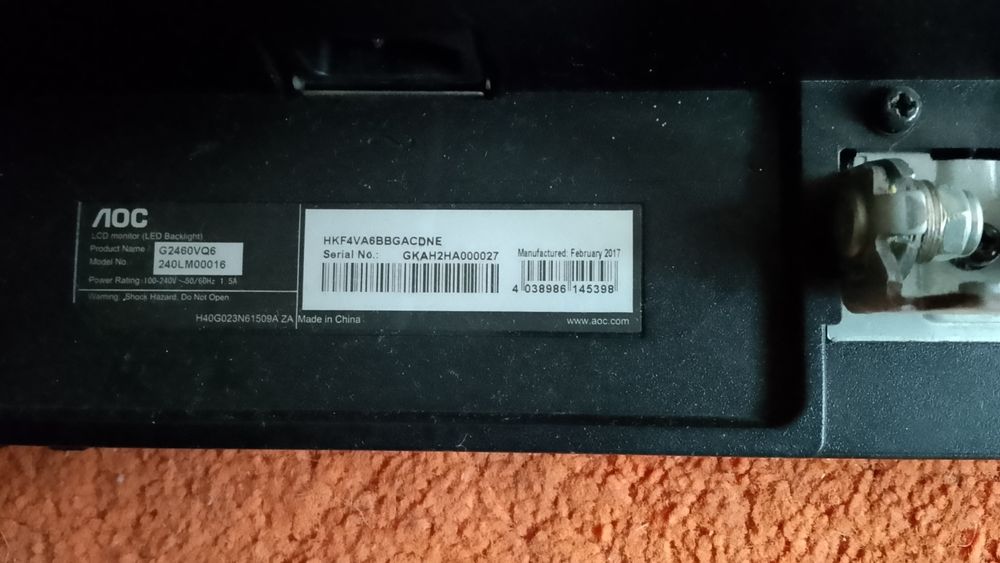 AOC
LCD monitor (LED Backlight)
Product Name: G2460VQ6
Model No.: 240LM00016
Power Rating: 100-240V ~50/60Hz 1.5A
Warning: Shock Hazard. Do Not Open
H40G023N61509A ZA Made in China
HKF4VA6BBGACDNE
Serial No.: GKAH2HA000027
Manufactured: February 2017
4 038986 145398
www.aoc.com